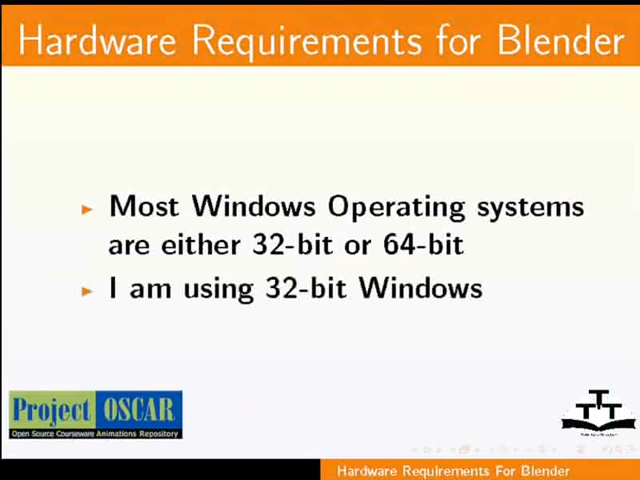 Hardware Requirements for Blender
Most Windows Operating systems
are either 32-bit or 64-bit
I am using 32-bit Windows
Project OSCAR
Open Source Courseware Animations Repository
TTT
Hardware Requirements For Blender